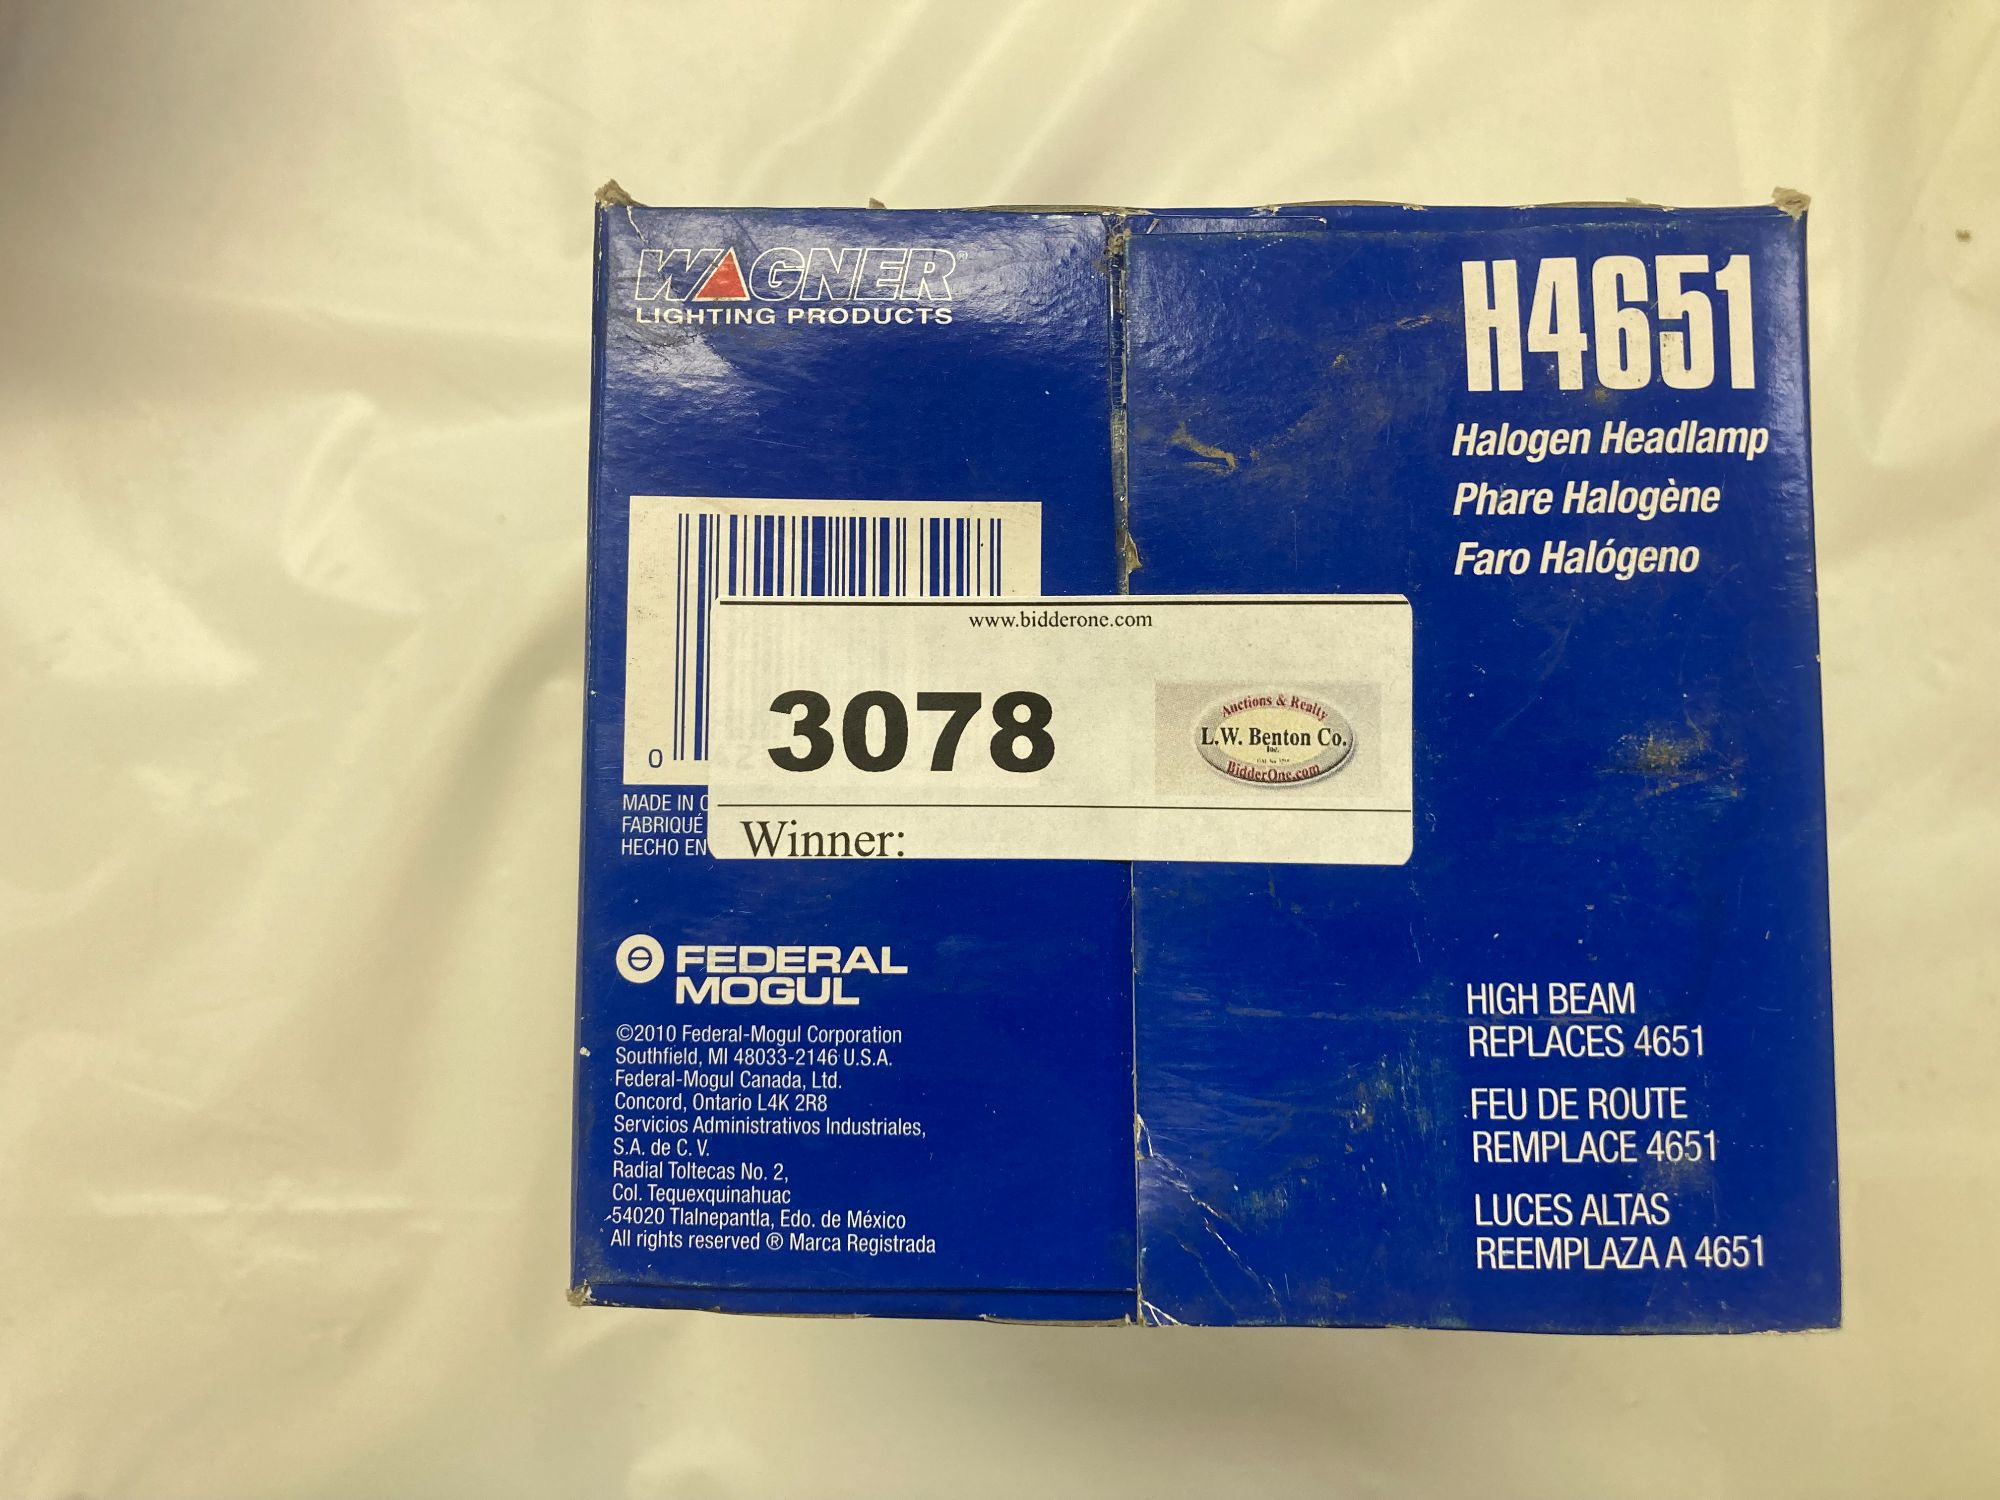 WAGNER®
LIGHTING PRODUCTS
H4651
Halogen Headlamp
Phare Halogène
Faro Halógeno
0
MADE IN
FABRIQUÉ
HECHO EN
www.bidderone.com
3078
Auctions & Realty
L.W. Benton Co.
Inc.
BidderOne.com
Winner:
FEDERAL
MOGUL
©2010 Federal-Mogul Corporation
Southfield, MI 48033-2146 U.S.A.
Federal-Mogul Canada, Ltd.
Concord, Ontario L4K 2R8
Servicios Administrativos Industriales,
S.A. de C. V.
Radial Toltecas No. 2,
Col. Tequexquinahuac
54020 Tlalnepantla, Edo. de México
All rights reserved ® Marca Registrada
HIGH BEAM
REPLACES 4651
FEU DE ROUTE
REMPLACE 4651
LUCES ALTAS
REEMPLAZA A 4651